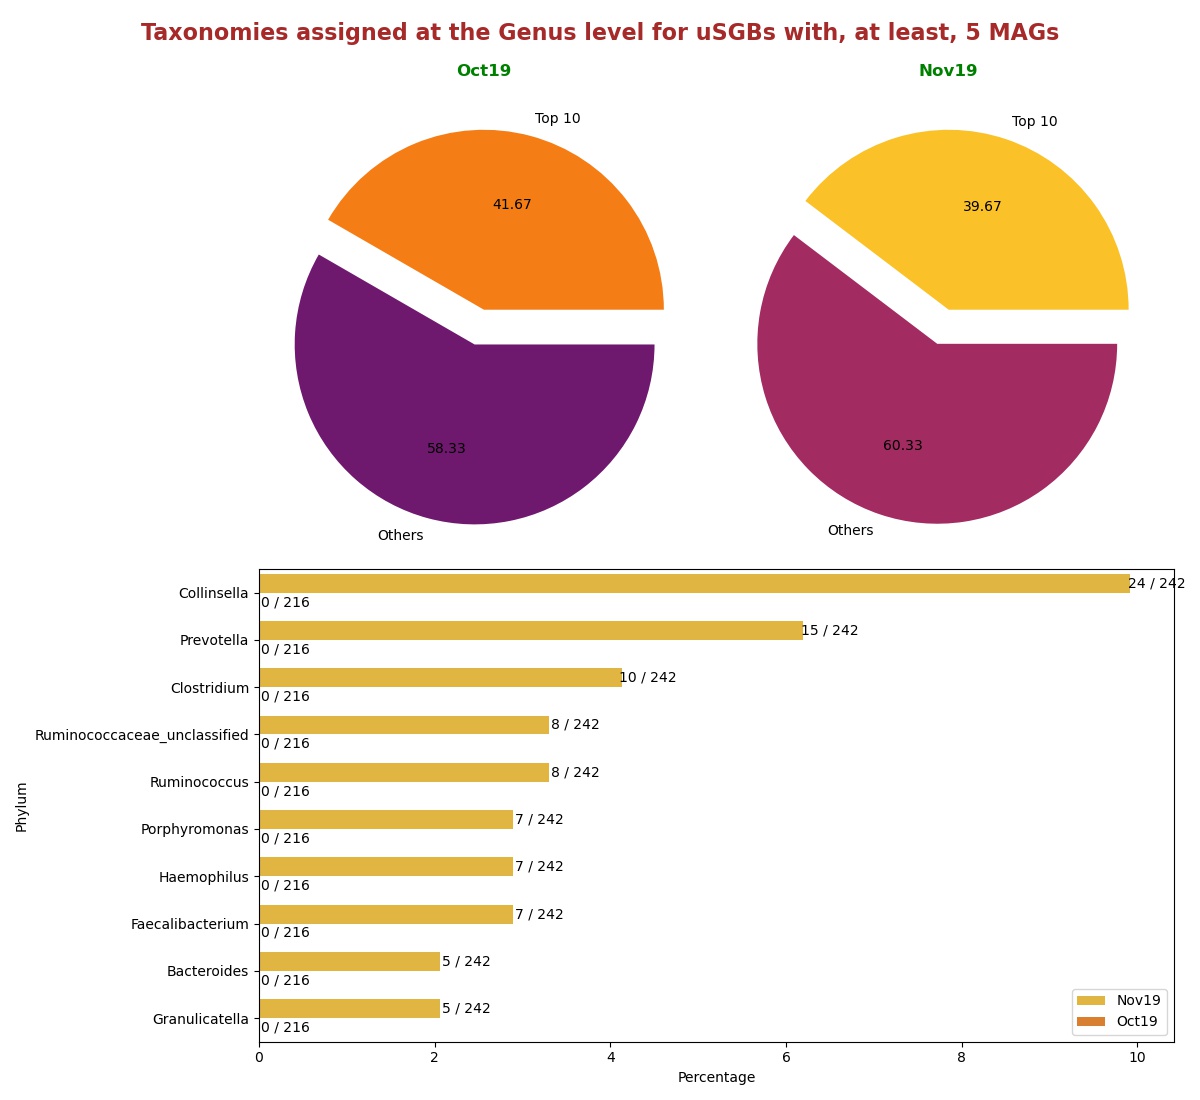 Taxonomies assigned at the Genus level for uSGBs with, at least, 5 MAGs
Oct19
Nov19
Top 10
41.67
58.33
Others
Top 10
39.67
60.33
Others
Phylum
Collinsella
24 / 242
0 / 216
Prevotella
15 / 242
0 / 216
Clostridium
10 / 242
0 / 216
Ruminococcaceae_unclassified
8 / 242
0 / 216
Ruminococcus
8 / 242
0 / 216
Porphyromonas
7 / 242
0 / 216
Haemophilus
7 / 242
0 / 216
Faecalibacterium
7 / 242
0 / 216
Bacteroides
5 / 242
0 / 216
Granulicatella
5 / 242
0 / 216
Nov19
Oct19
0 2 4 6 8 10
Percentage